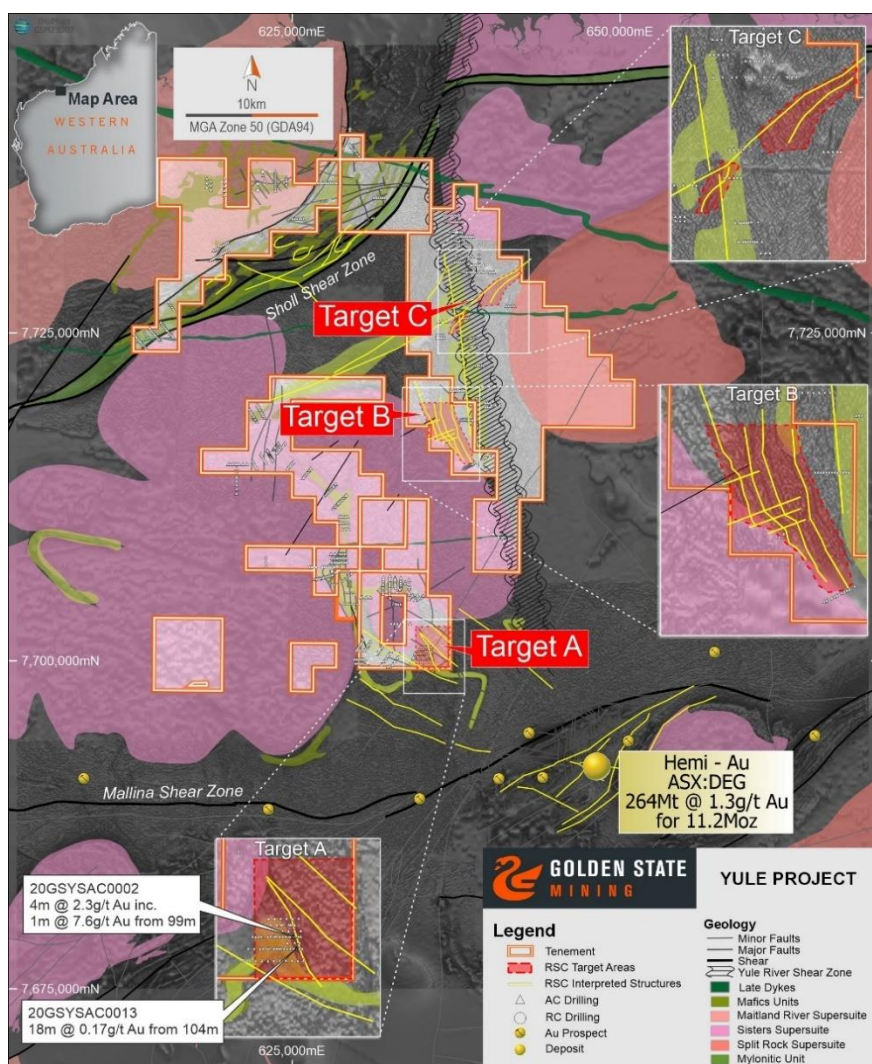 625,000mE
650,000mE
Map Area
WESTERN
AUSTRALIA
N
10km
MGA Zone 50 (GDA94)
Target C
Sholl Shear Zone
Target C
7,725,000mN
7,725,000mN
Target B
Target B
Target A
7,700,000mN
Mallina Shear Zone
Hemi - Au
ASX:DEG
264Mt @ 1.3g/t Au
for 11.2Moz
Target A
20GSYSAC0002
4m @ 2.3g/t Au inc.
1m @ 7.6g/t Au from 99m
20GSYSAC0013
18m @ 0.17g/t Au from 104m
7,675,000mN
625,000mE
GOLDEN STATE
MINING
YULE PROJECT
Legend
Tenement
RSC Target Areas
RSC Interpreted Structures
AC Drilling
RC Drilling
Au Prospect
Deposit
Geology
Minor Faults
Major Faults
Shear
Yule River Shear Zone
Late Dykes
Mafics Units
Maitland River Supersuite
Sisters Supersuite
Split Rock Supersuite
Mylonitic Unit